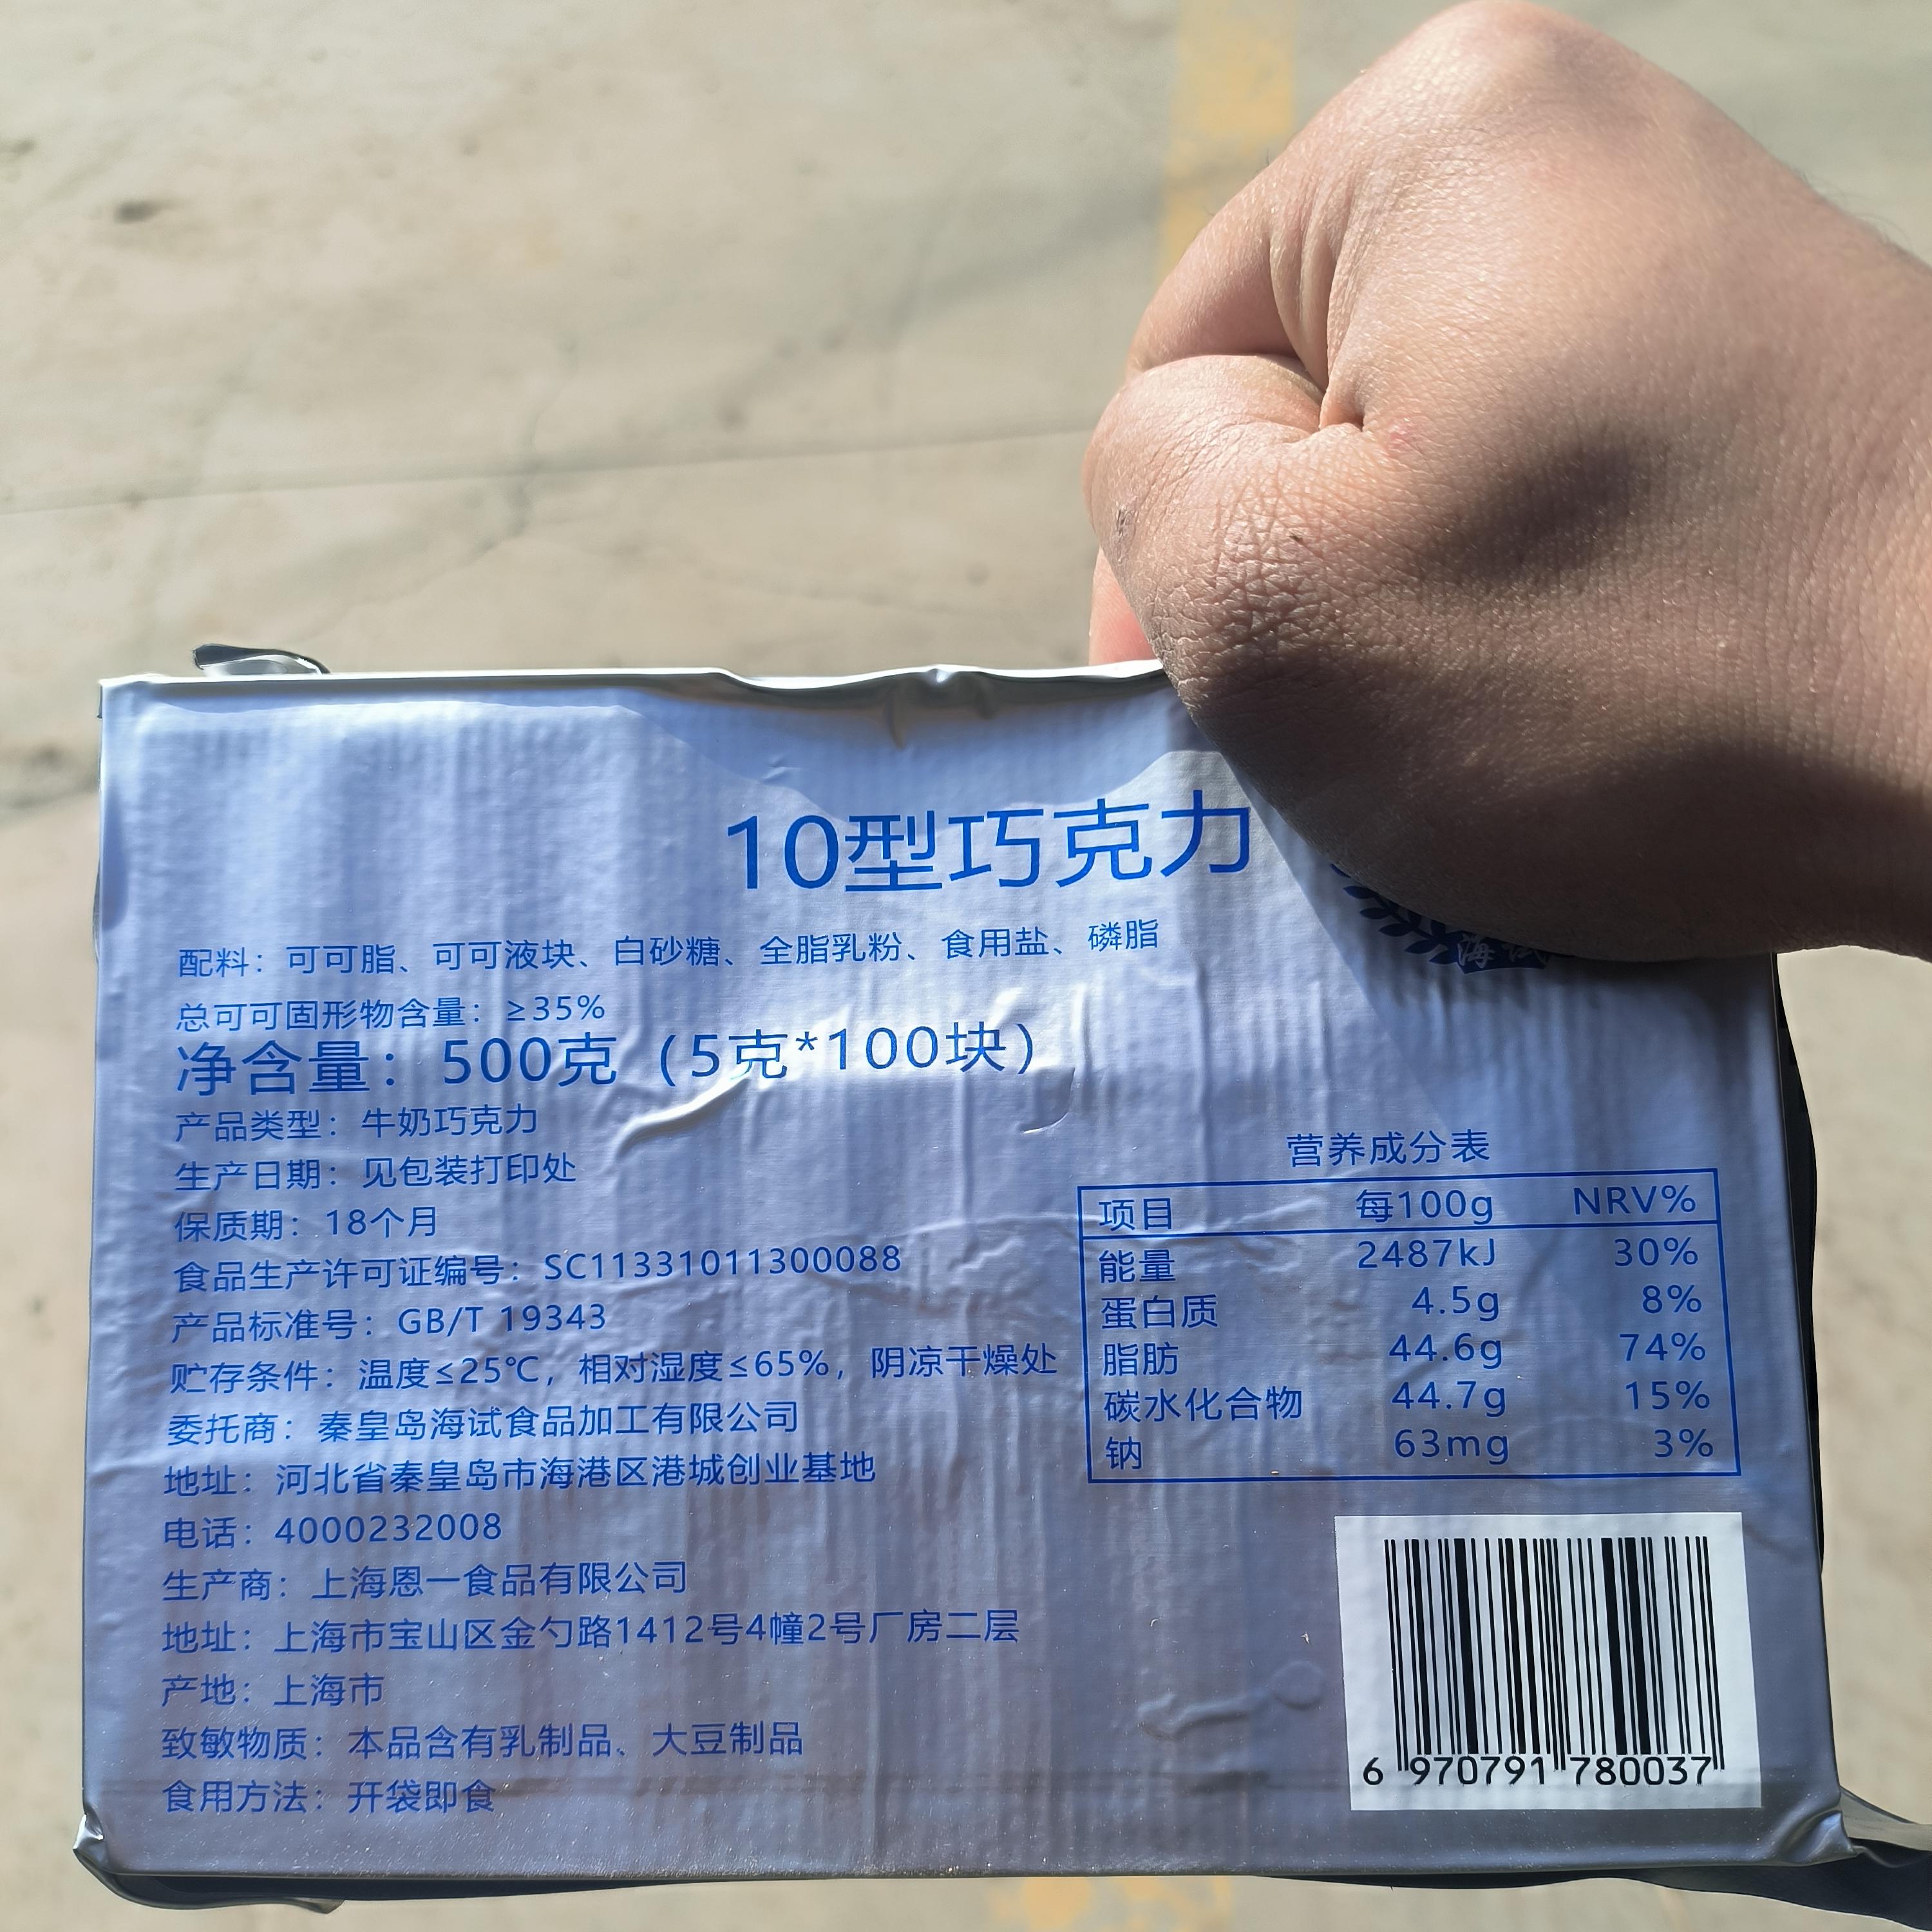 10型巧克力
配料：可可脂、可可液块、白砂糖、全脂乳粉、食用盐、磷脂
总可可固形物含量：≥35%
净含量：500克（5克*100块）
产品类型：牛奶巧克力
生产日期：见包装打印处
保质期：18个月
食品生产许可证编号：SC11331011300088
产品标准号：GB/T 19343
贮存条件：温度≤25℃，相对湿度≤65%，阴凉干燥处
委托商：秦皇岛海试食品加工有限公司
地址：河北省秦皇岛市海港区港城创业基地
电话：4000232008
生产商：上海恩一食品有限公司
地址：上海市宝山区金勺路1412号4幢2号厂房二层
产地：上海市
致敏物质：本品含有乳制品、大豆制品
食用方法：开袋即食
营养成分表
项目 每100g NRV%
能量 2487kJ 30%
蛋白质 4.5g 8%
脂肪 44.6g 74%
碳水化合物 44.7g 15%
钠 63mg 3%
6 970791 780037